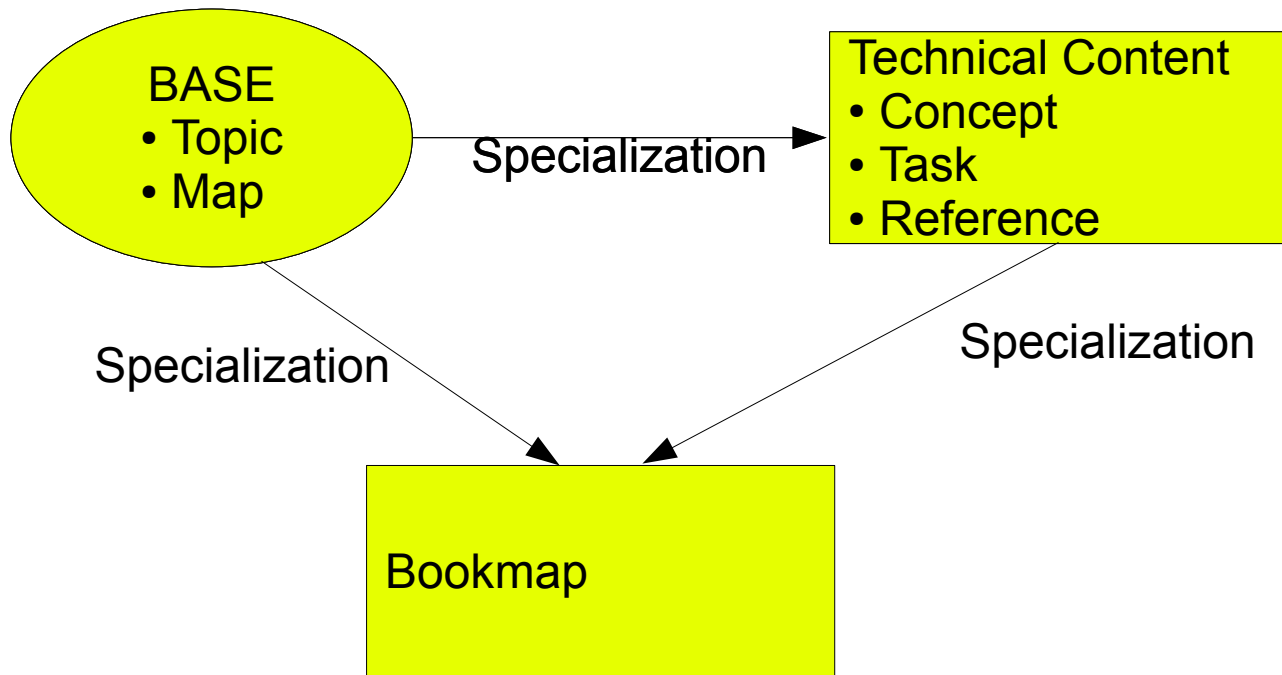 BASE
• Topic
• Map
Specialization
Technical Content
• Concept
• Task
• Reference
Specialization
Specialization
Bookmap